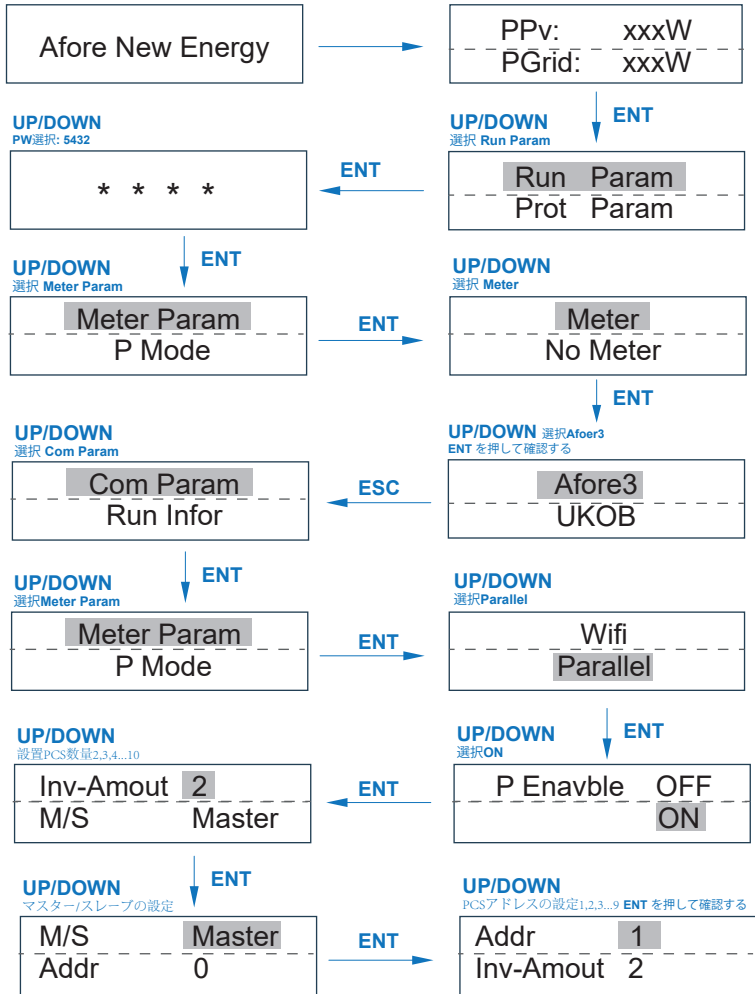 Afore New Energy
PPv: xxxW
PGrid: xxxW
ENT
UP/DOWN
選択 Run Param
Run Param
Prot Param
ENT
UP/DOWN
PW選択: 5432
* * * *
ENT
UP/DOWN
選択 Meter Param
Meter Param
P Mode
ENT
UP/DOWN
選択 Meter
Meter
No Meter
ENT
UP/DOWN 選択Afoer3
ENT を押して確認する
Afore3
UKOB
ESC
UP/DOWN
選択 Com Param
Com Param
Run Infor
ENT
UP/DOWN
選択Meter Param
Meter Param
P Mode
ENT
UP/DOWN
選択Parallel
Wifi
Parallel
ENT
UP/DOWN
選択ON
P Enavble OFF
ON
ENT
UP/DOWN
設置PCS数量2,3,4...10
Inv-Amout 2
M/S Master
ENT
UP/DOWN
マスター/スレーブの設定
M/S Master
Addr 0
ENT
UP/DOWN
PCSアドレスの設定1,2,3...9 ENT を押して確認する
Addr 1
Inv-Amout 2